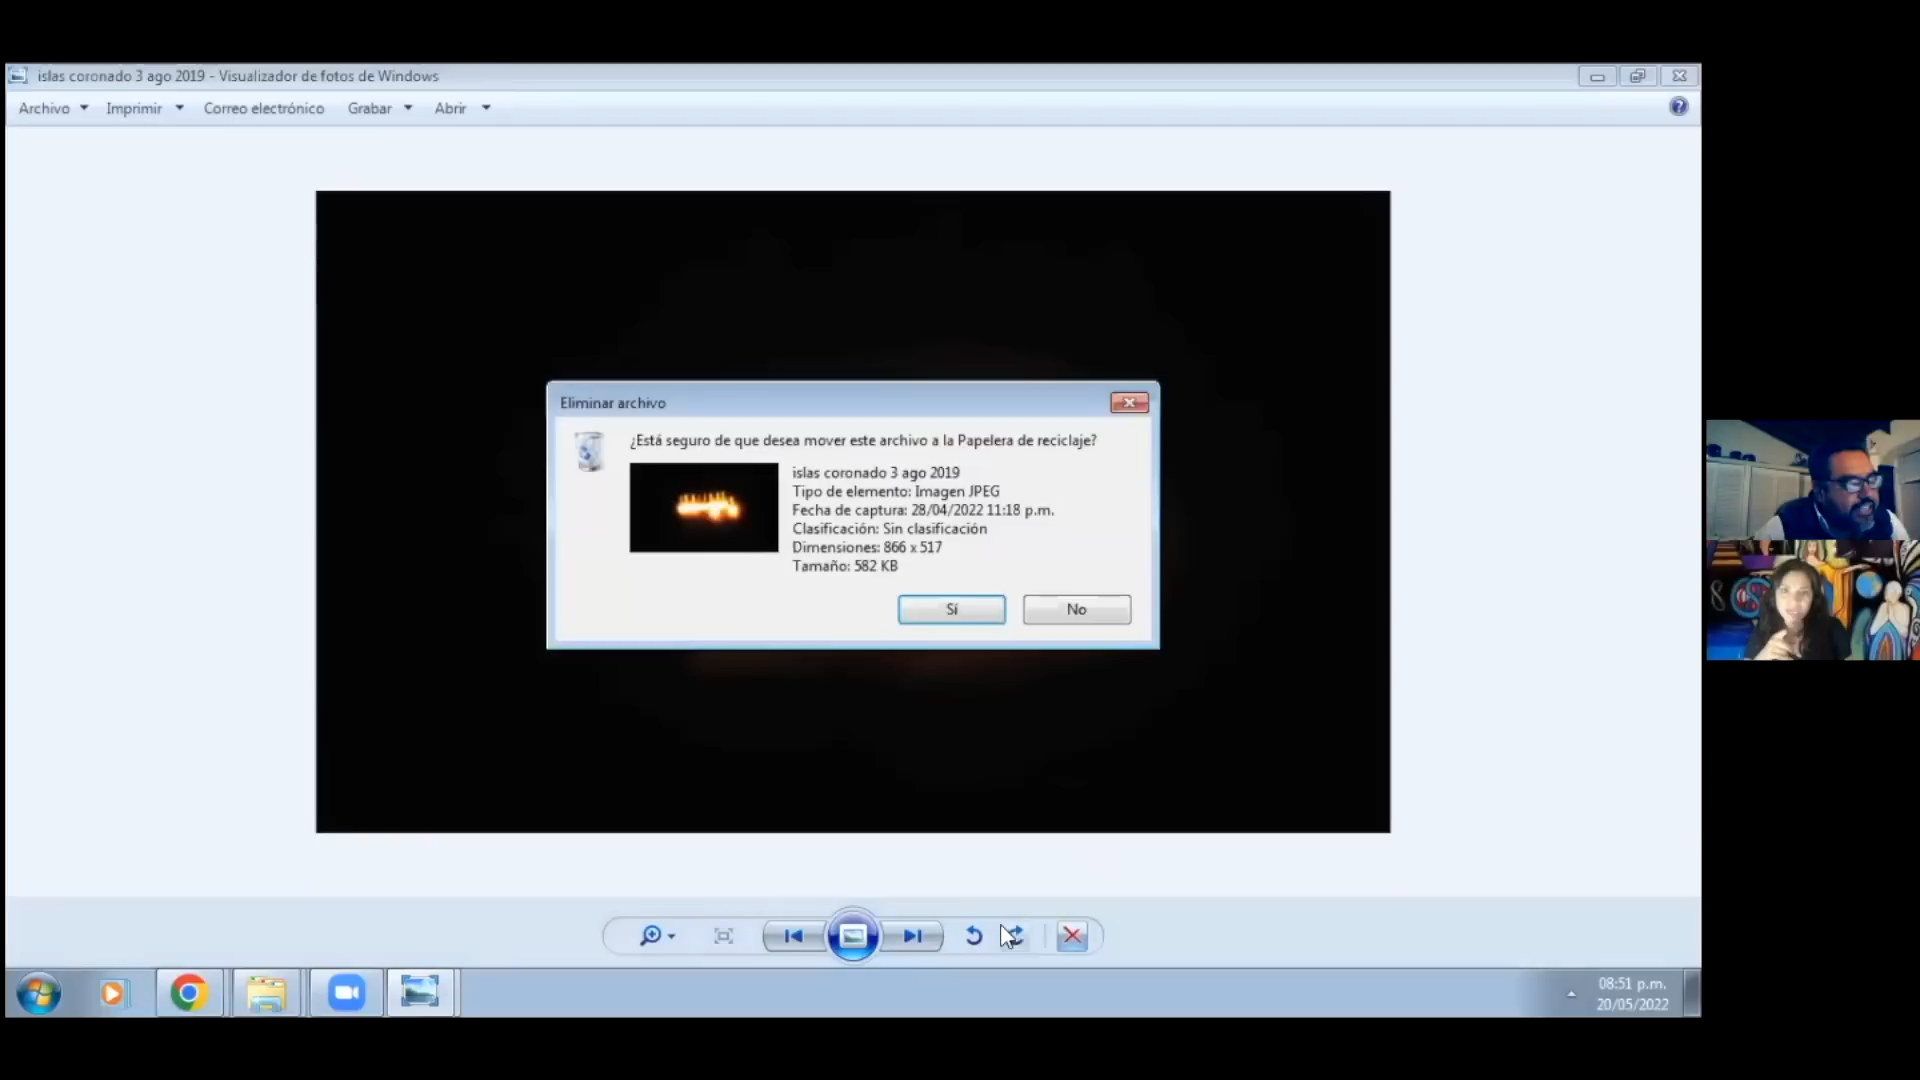 islas coronado 3 ago 2019 - Visualizador de fotos de Windows
Archivo Imprimir Correo electrónico Grabar Abrir
Eliminar archivo
¿Está seguro de que desea mover este archivo a la Papelera de reciclaje?
islas coronado 3 ago 2019
Tipo de elemento: Imagen JPEG
Fecha de captura: 28/04/2022 11:18 p.m.
Clasificación: Sin clasificación
Dimensiones: 866 x 517
Tamaño: 582 KB
Sí No
08:51 p.m.
20/05/2022